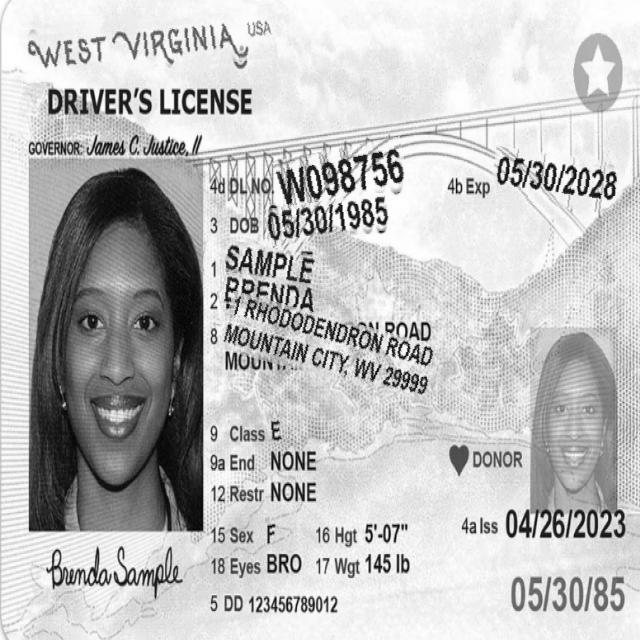 WEST VIRGINIA USA
DRIVER'S LICENSE
GOVERNOR: James C. Justice, II
4d DL NO. W098756 4b Exp 05/30/2028
3 DOB 05/30/1985
1 SAMPLE
2 BRENDA
8 11 RHODODENDRON ROAD
ROAD
MOUNTAIN CITY, WV 29999
9 Class E
9a End NONE
DONOR
12 Restr NONE
15 Sex F 16 Hgt 5'-07"
4a Iss 04/26/2023
18 Eyes BRO 17 Wgt 145 lb
Brenda Sample
5 DD 123456789012
05/30/85